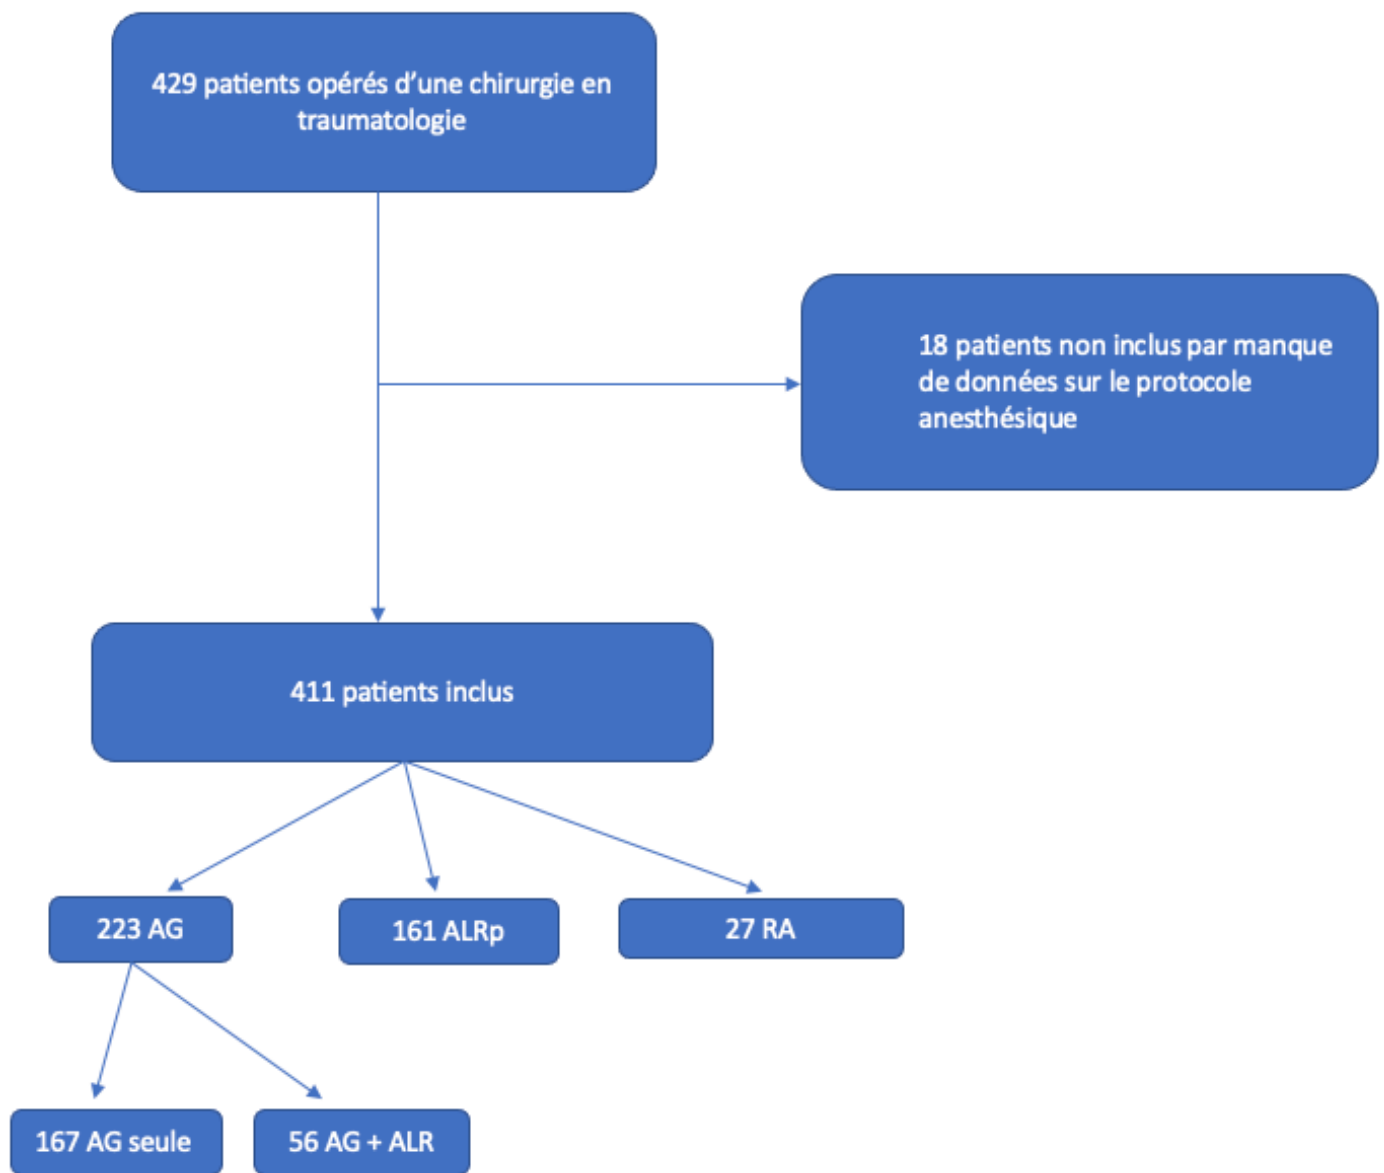 429 patients opérés d’une chirurgie en
traumatologie
18 patients non inclus par manque
de données sur le protocole
anesthésique
411 patients inclus
223 AG
161 ALRp
27 RA
167 AG seule
56 AG + ALR